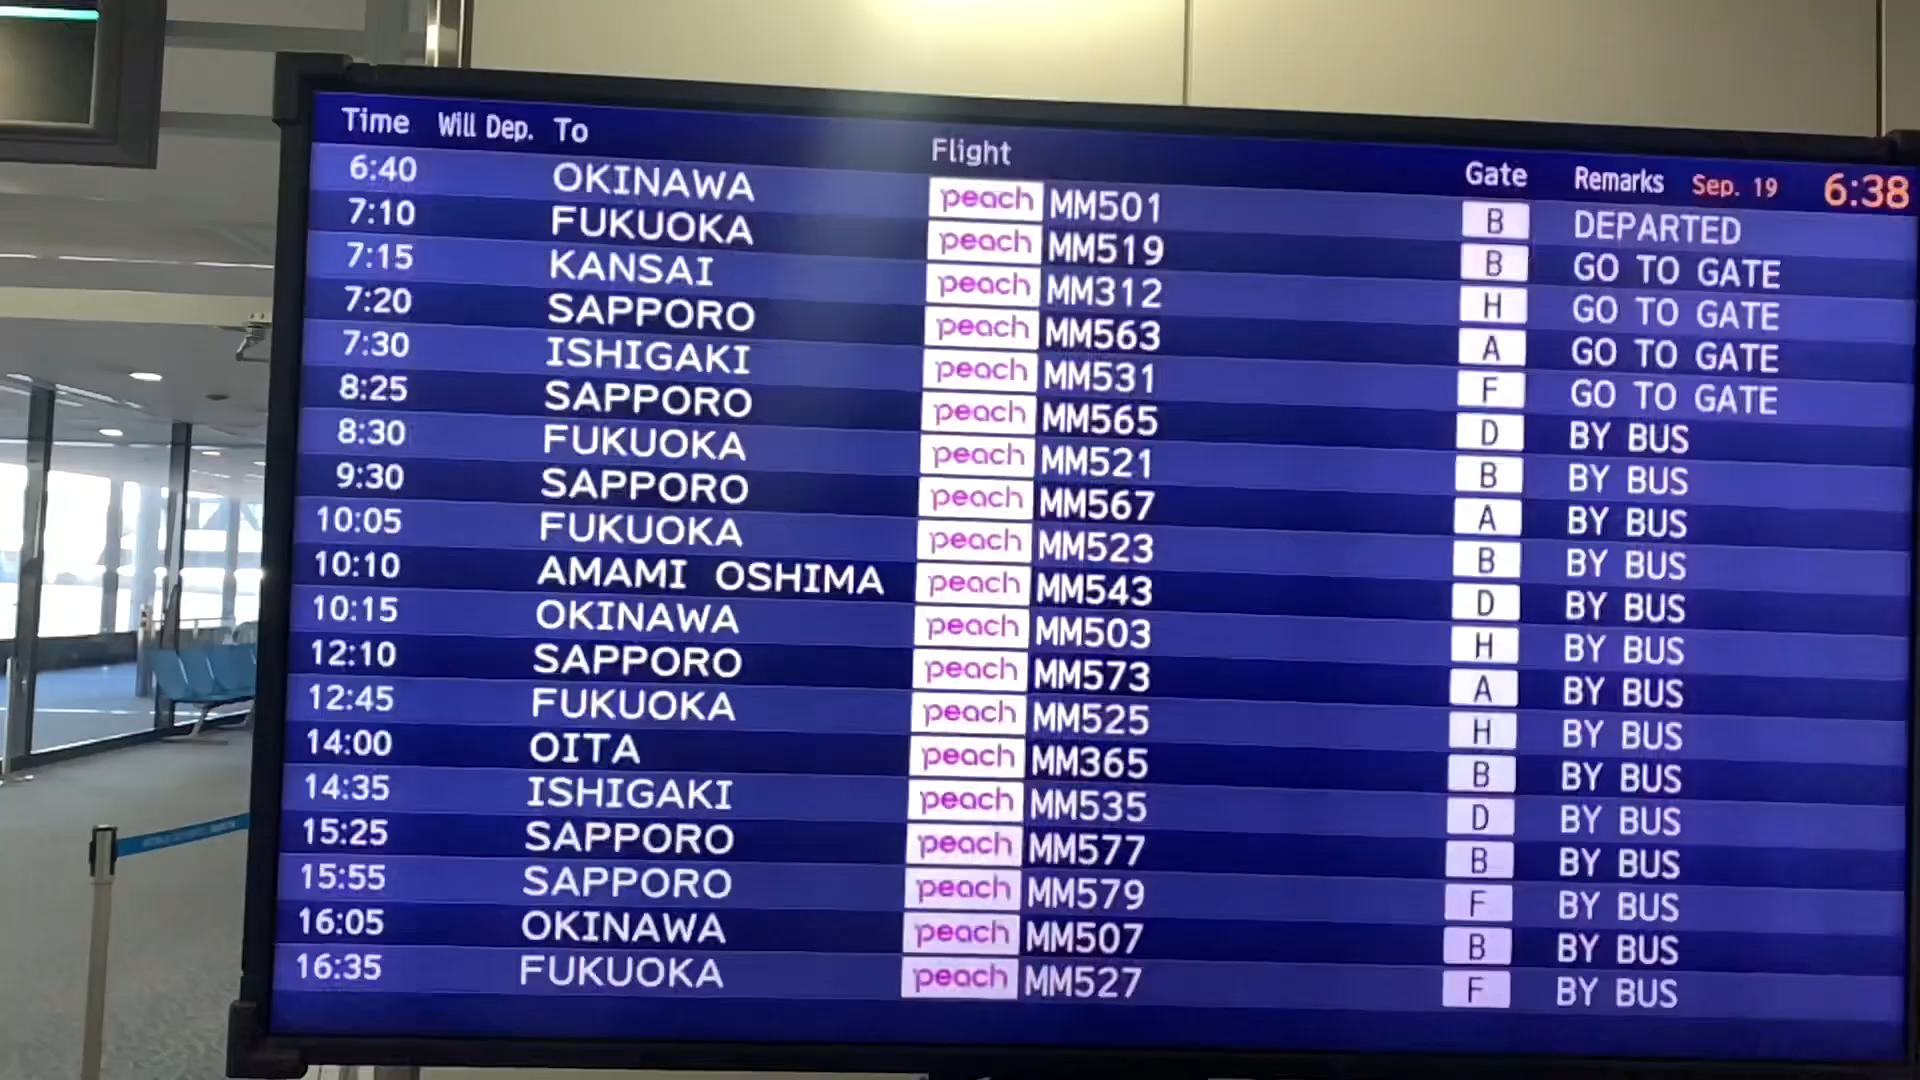 Time Will Dep. To Flight Gate Remarks Sep. 19 6:38
6:40 OKINAWA peach MM501 B DEPARTED
7:10 FUKUOKA peach MM519 B GO TO GATE
7:15 KANSAI peach MM312 H GO TO GATE
7:20 SAPPORO peach MM563 A GO TO GATE
7:30 ISHIGAKI peach MM531 F GO TO GATE
8:25 SAPPORO peach MM565 D BY BUS
8:30 FUKUOKA peach MM521 B BY BUS
9:30 SAPPORO peach MM567 A BY BUS
10:05 FUKUOKA peach MM523 B BY BUS
10:10 AMAMI OSHIMA peach MM543 D BY BUS
10:15 OKINAWA peach MM503 H BY BUS
12:10 SAPPORO peach MM573 A BY BUS
12:45 FUKUOKA peach MM525 H BY BUS
14:00 OITA peach MM365 B BY BUS
14:35 ISHIGAKI peach MM535 D BY BUS
15:25 SAPPORO peach MM577 B BY BUS
15:55 SAPPORO peach MM579 F BY BUS
16:05 OKINAWA peach MM507 B BY BUS
16:35 FUKUOKA peach MM527 F BY BUS